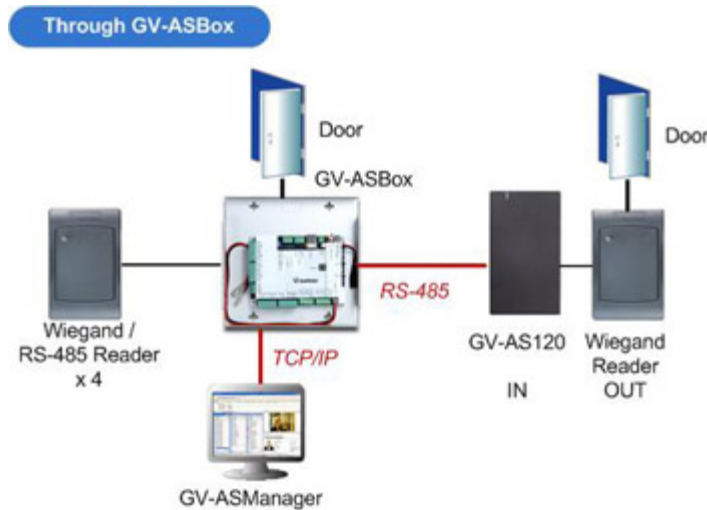 Through GV-ASBox
Door
Door
GV-ASBox
RS-485
Wiegand /
RS-485 Reader
x 4
TCP/IP
GV-AS120
IN
Wiegand
Reader
OUT
GV-ASManager